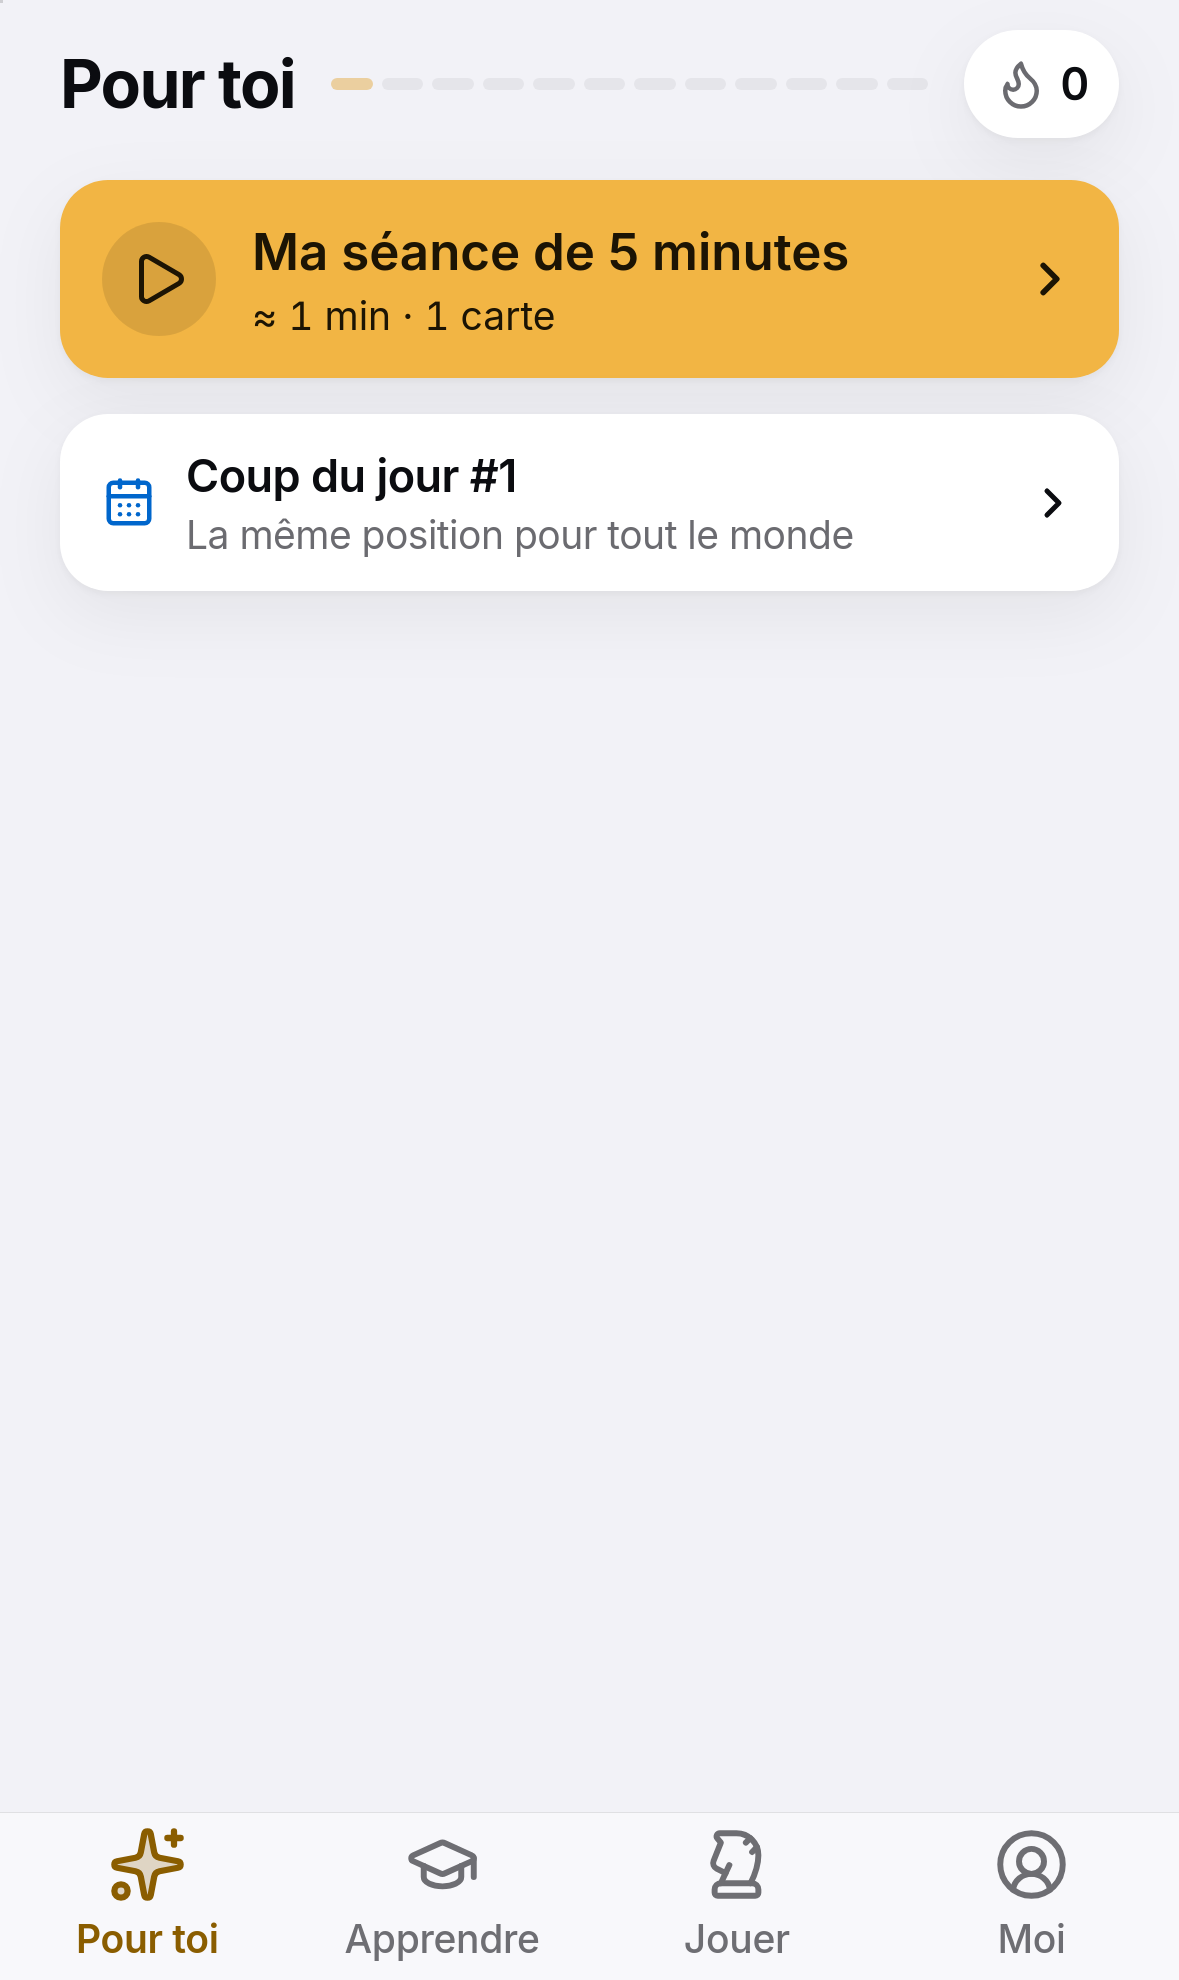 Pour toi
0
Ma séance de 5 minutes
≈ 1 min · 1 carte
Coup du jour #1
La même position pour tout le monde
Pour toi
Apprendre
Jouer
Moi